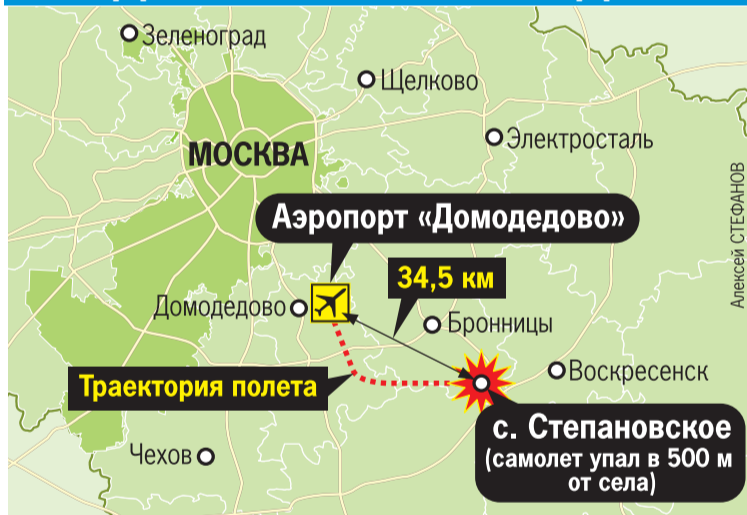 Зеленоград
Щелково
Электросталь
МОСКВА
Алексей СТЕФАНОВ
Аэропорт «Домодедово»
34,5 км
Домодедово
Бронницы
Траектория полета
Воскресенск
с. Степановское
(самолет упал в 500 м
от села)
Чехов